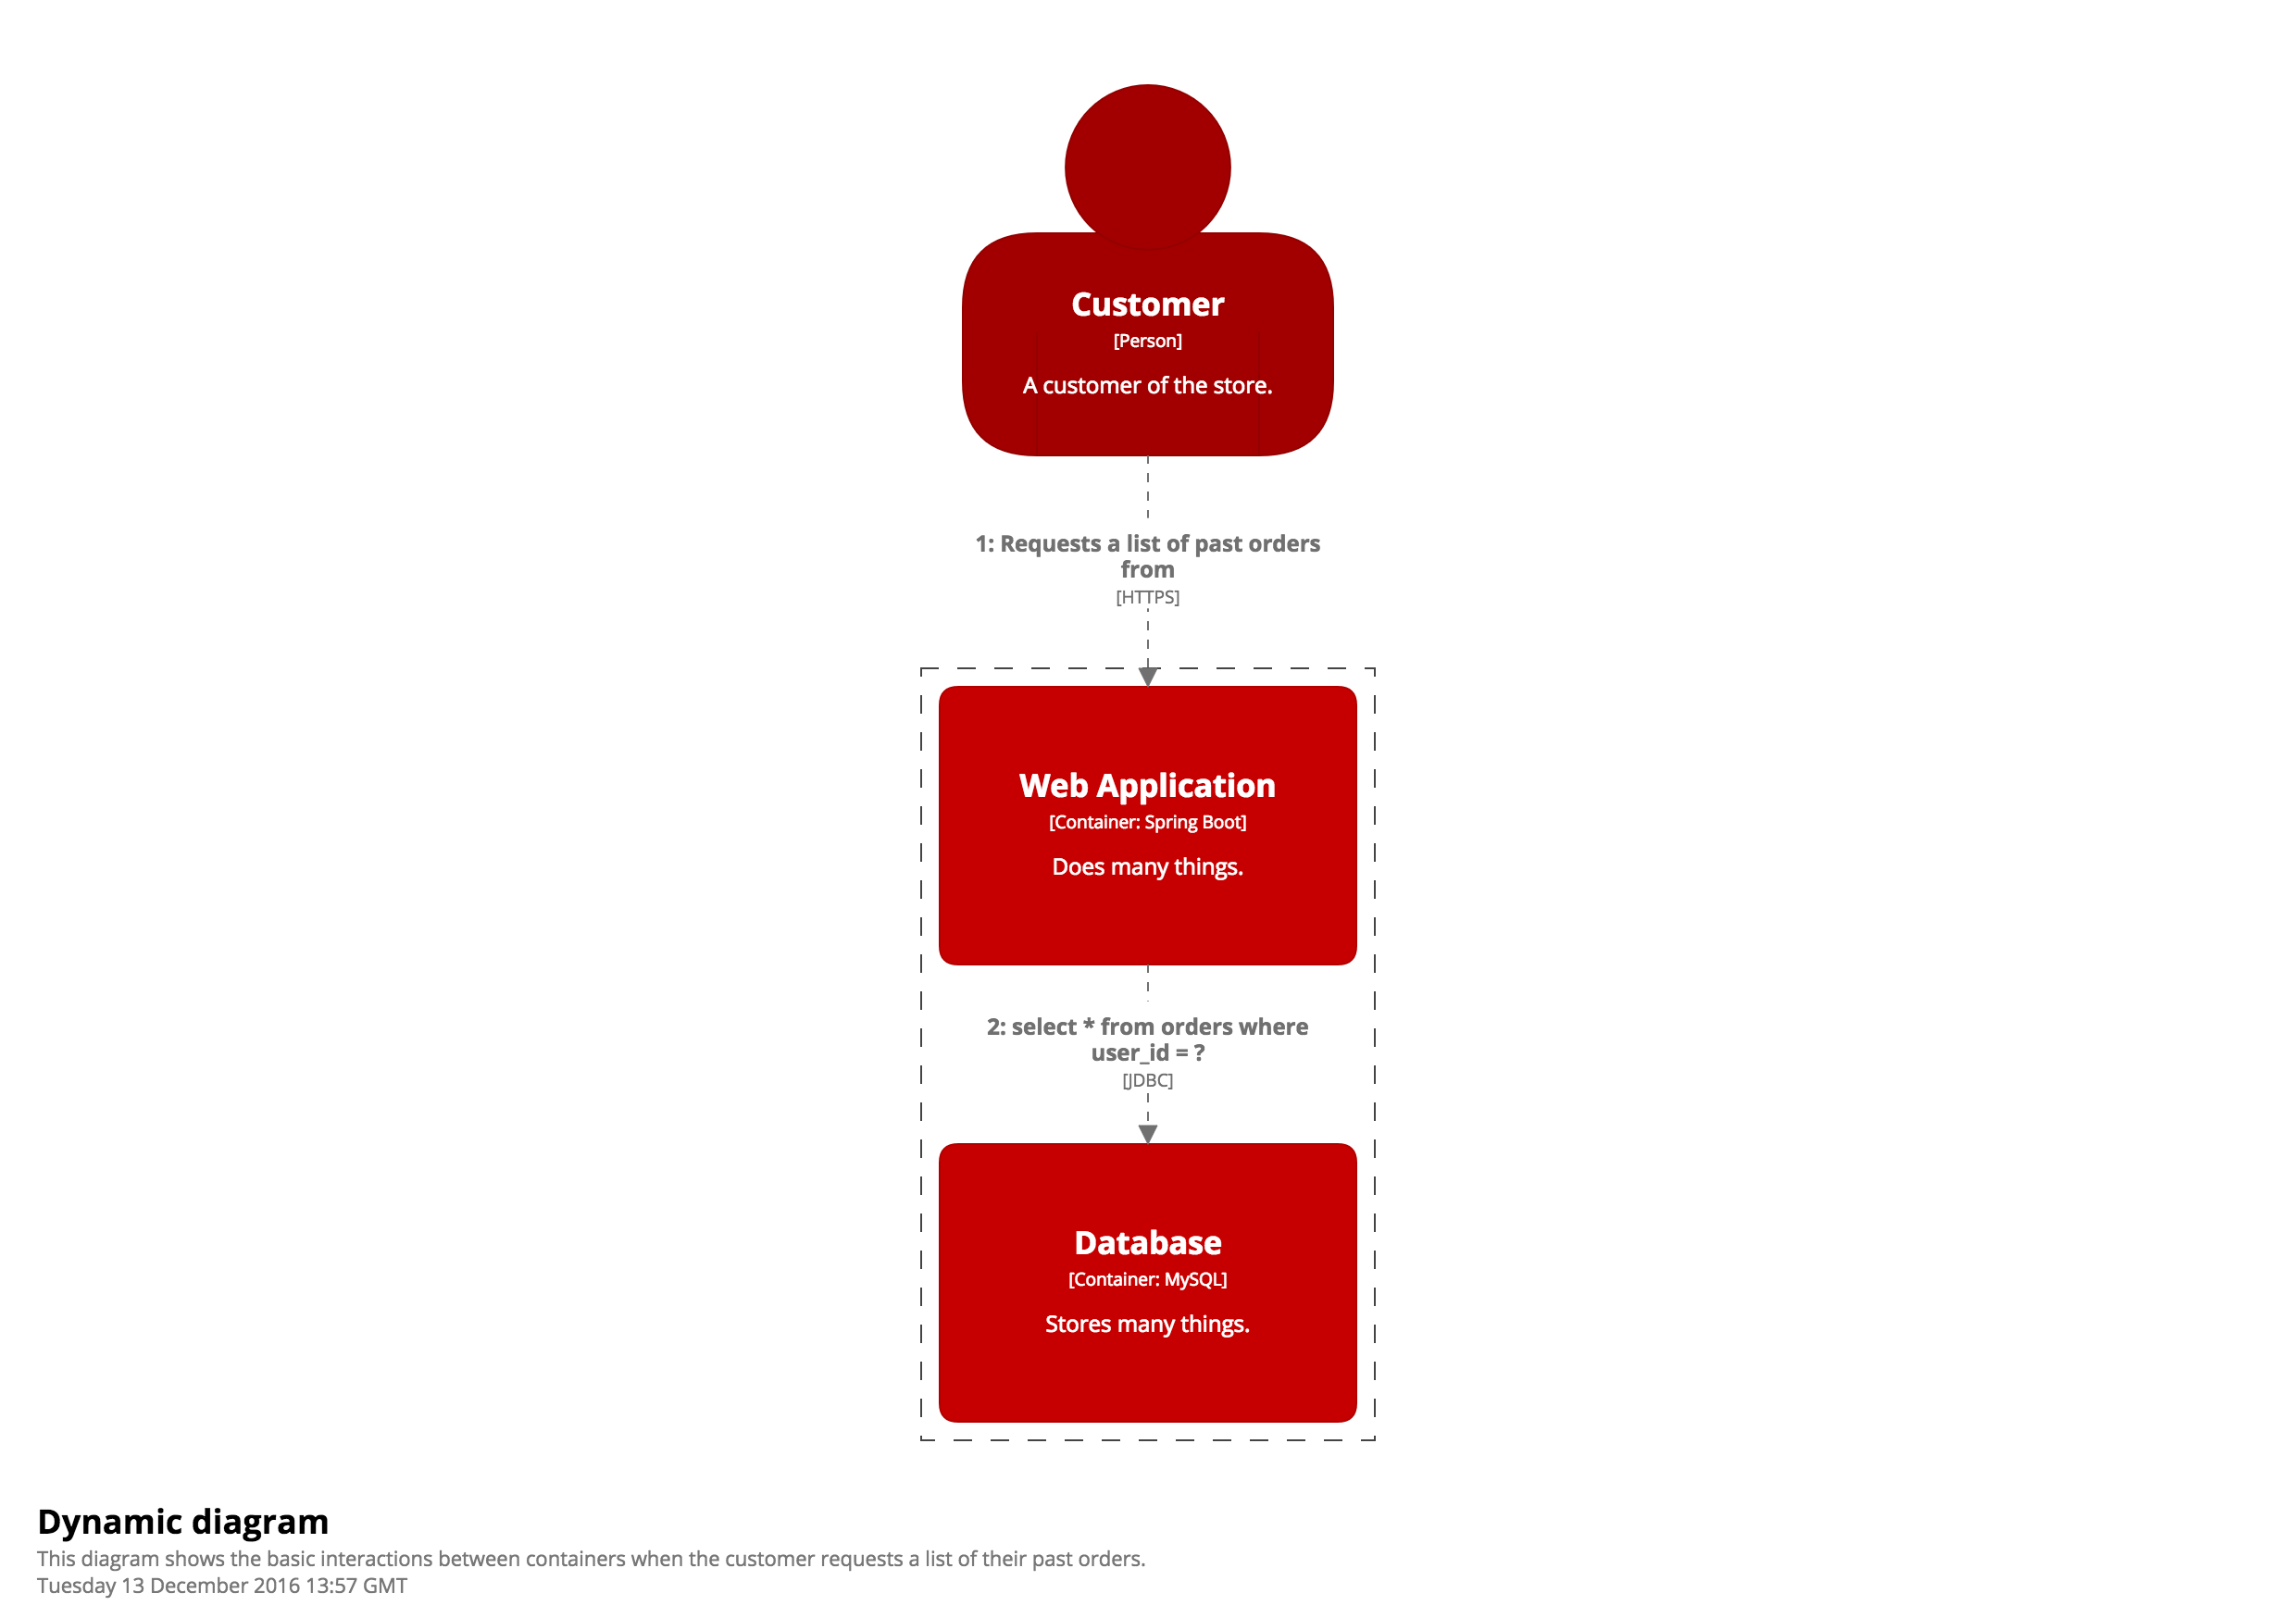 Customer
[Person]
A customer of the store.
1: Requests a list of past orders
from
[HTTPS]
Web Application
[Container: Spring Boot]
Does many things.
2: select * from orders where
user_id = ?
[JDBC]
Database
[Container: MySQL]
Stores many things.
Dynamic diagram
This diagram shows the basic interactions between containers when the customer requests a list of their past orders.
Tuesday 13 December 2016 13:57 GMT